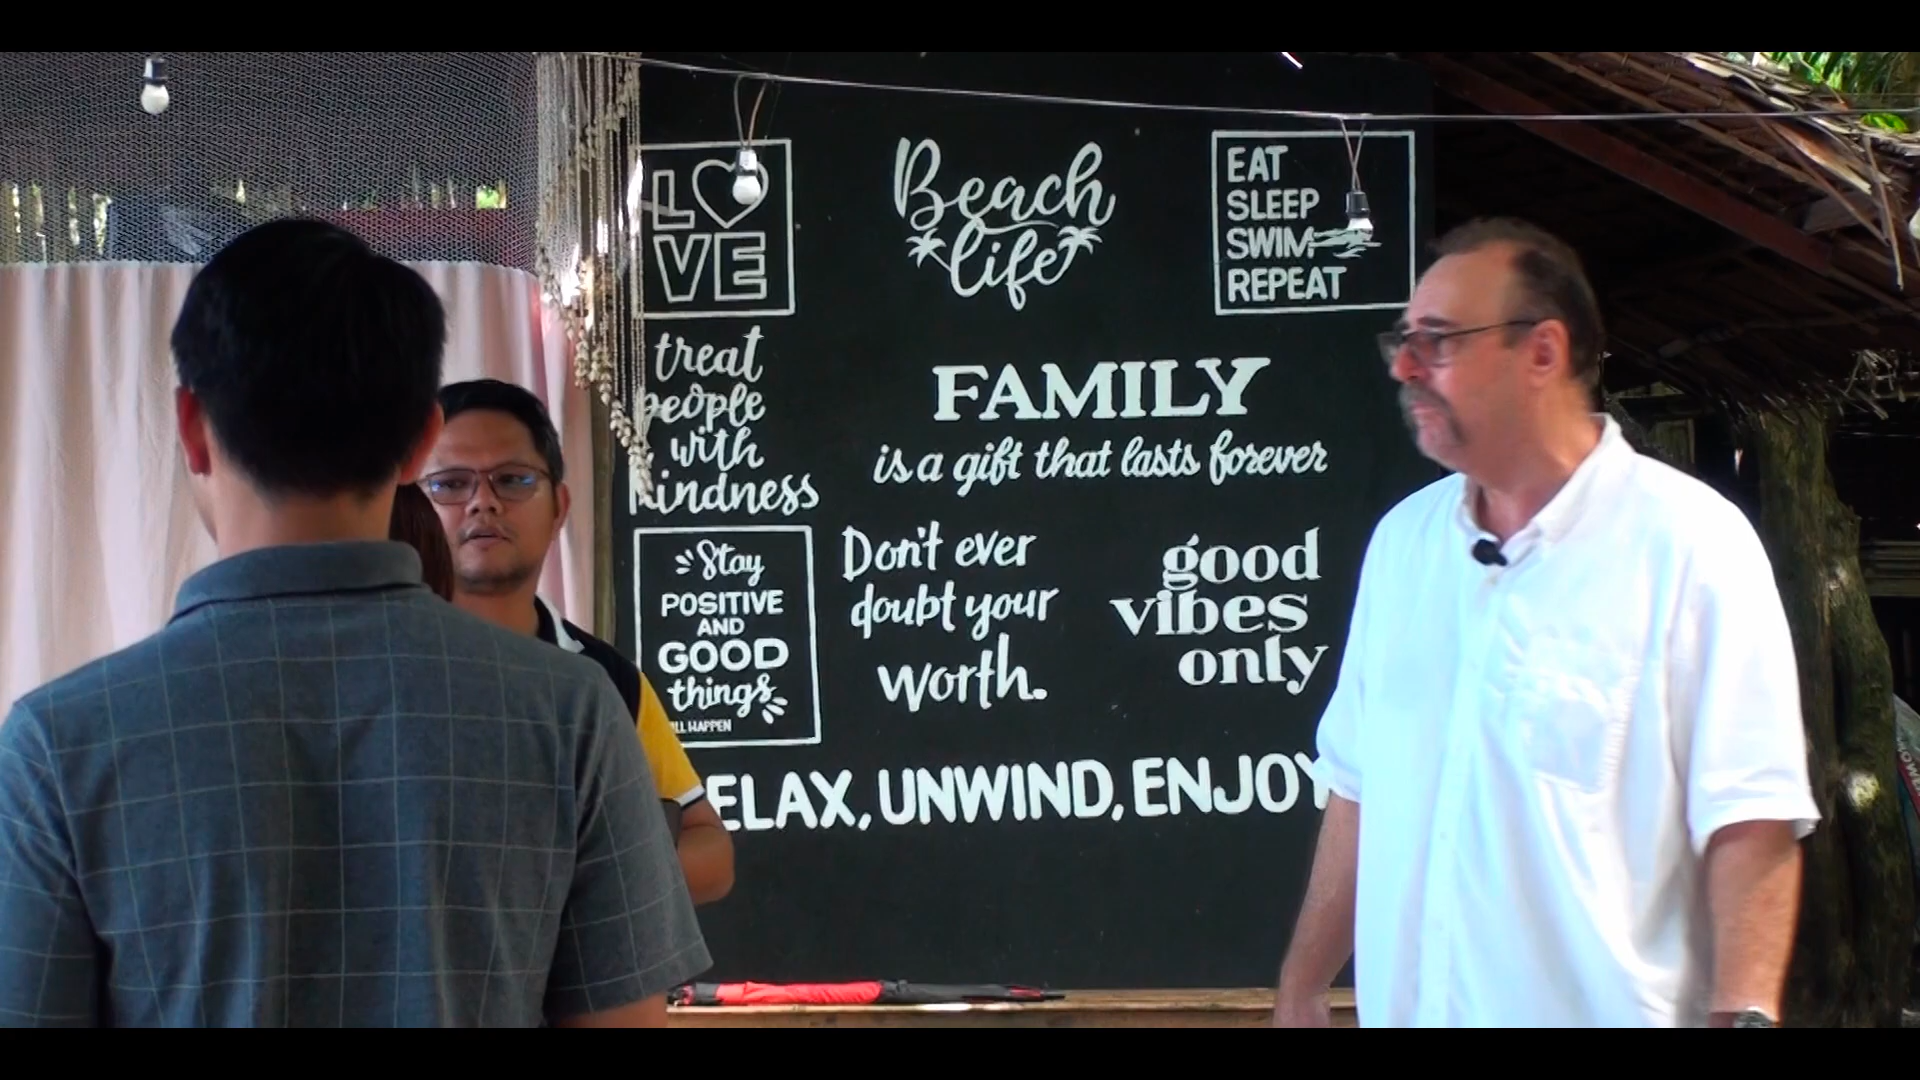 LOVE
Beach
life
EAT
SLEEP
SWIM
REPEAT
treat
people
with
kindness
FAMILY
is a gift that lasts forever
Stay
POSITIVE
AND
GOOD
things
HAPPEN
Don't ever
doubt your
worth.
good
vibes
only
ELAX, UNWIND, ENJOY